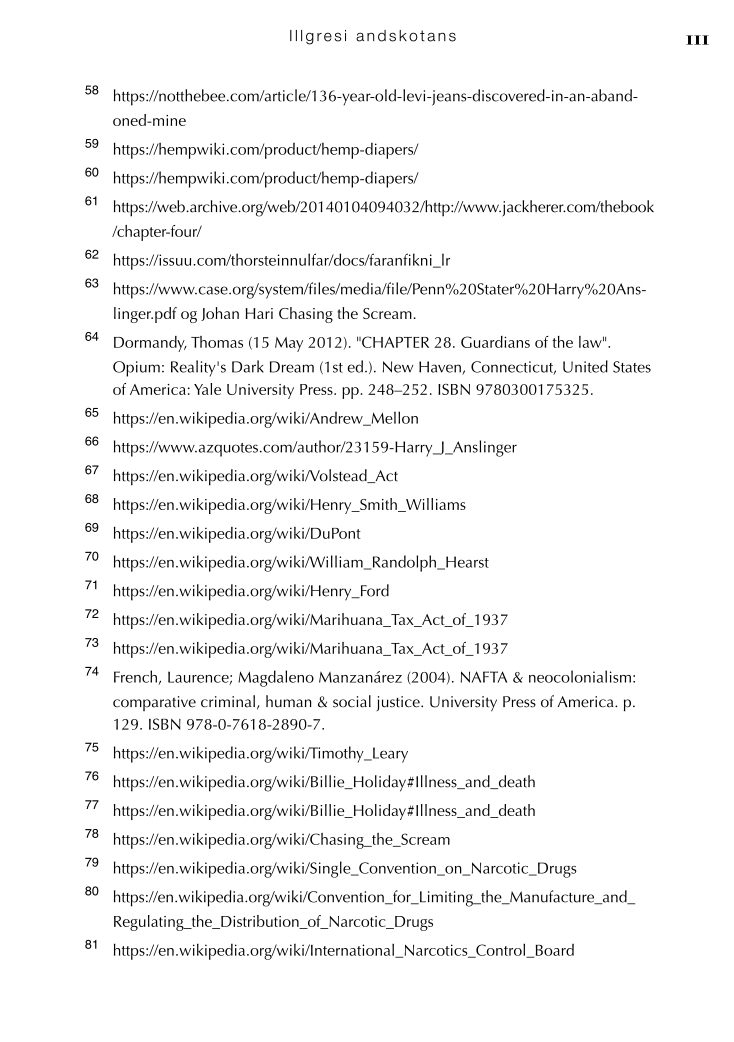 Illgresi andskotans
III
58 https://notthebee.com/article/136-year-old-levi-jeans-discovered-in-an-aband-
oned-mine
59 https://hempwiki.com/product/hemp-diapers/
60 https://hempwiki.com/product/hemp-diapers/
61 https://web.archive.org/web/20140104094032/http://www.jackherer.com/thebook
/chapter-four/
62 https://issuu.com/thorsteinnulfar/docs/faranfikni_lr
63 https://www.case.org/system/files/media/file/Penn%20Stater%20Harry%20Ans-
linger.pdf og Johan Hari Chasing the Scream.
64 Dormandy, Thomas (15 May 2012). "CHAPTER 28. Guardians of the law".
Opium: Reality's Dark Dream (1st ed.). New Haven, Connecticut, United States
of America: Yale University Press. pp. 248–252. ISBN 9780300175325.
65 https://en.wikipedia.org/wiki/Andrew_Mellon
66 https://www.azquotes.com/author/23159-Harry_J_Anslinger
67 https://en.wikipedia.org/wiki/Volstead_Act
68 https://en.wikipedia.org/wiki/Henry_Smith_Williams
69 https://en.wikipedia.org/wiki/DuPont
70 https://en.wikipedia.org/wiki/William_Randolph_Hearst
71 https://en.wikipedia.org/wiki/Henry_Ford
72 https://en.wikipedia.org/wiki/Marihuana_Tax_Act_of_1937
73 https://en.wikipedia.org/wiki/Marihuana_Tax_Act_of_1937
74 French, Laurence; Magdaleno Manzanárez (2004). NAFTA & neocolonialism:
comparative criminal, human & social justice. University Press of America. p.
129. ISBN 978-0-7618-2890-7.
75 https://en.wikipedia.org/wiki/Timothy_Leary
76 https://en.wikipedia.org/wiki/Billie_Holiday#Illness_and_death
77 https://en.wikipedia.org/wiki/Billie_Holiday#Illness_and_death
78 https://en.wikipedia.org/wiki/Chasing_the_Scream
79 https://en.wikipedia.org/wiki/Single_Convention_on_Narcotic_Drugs
80 https://en.wikipedia.org/wiki/Convention_for_Limiting_the_Manufacture_and_
Regulating_the_Distribution_of_Narcotic_Drugs
81 https://en.wikipedia.org/wiki/International_Narcotics_Control_Board